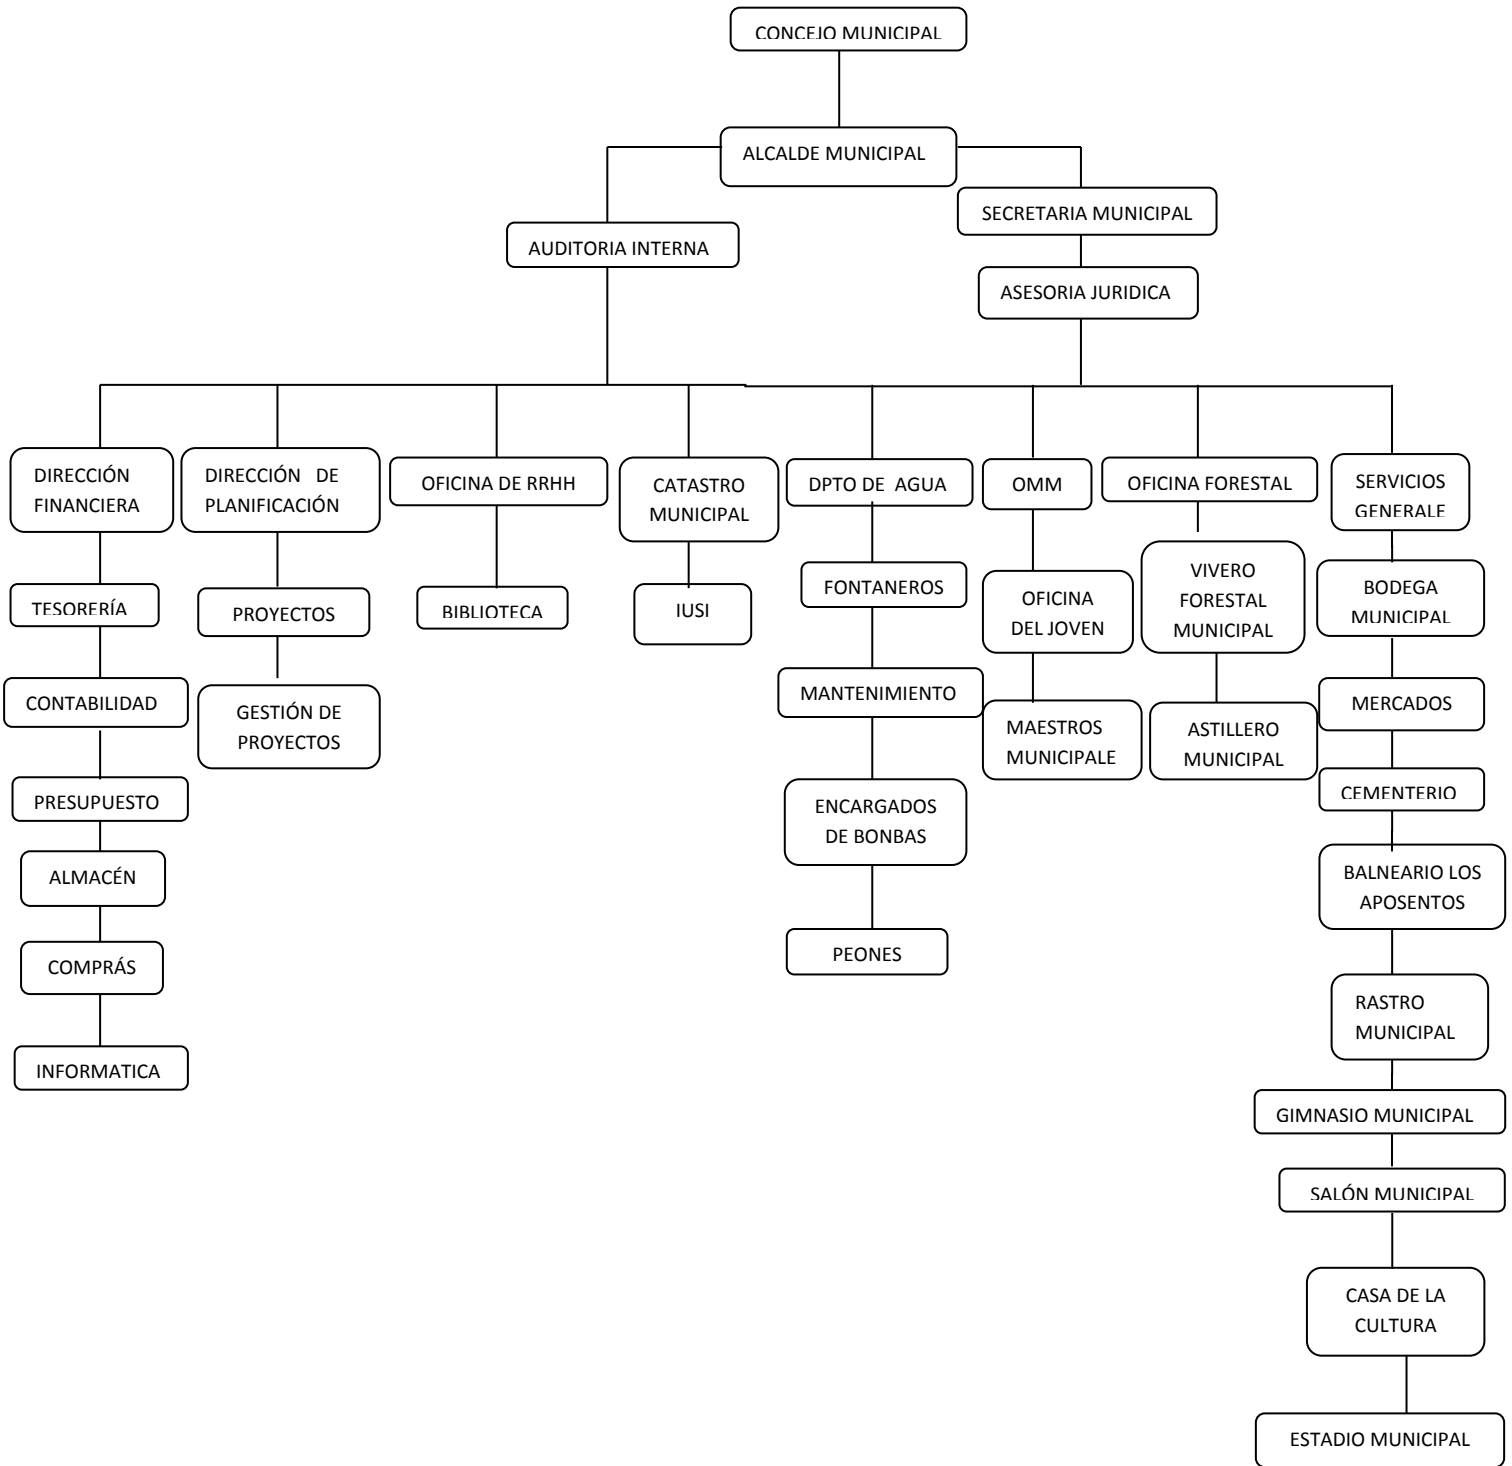 CONCEJO MUNICIPAL
ALCALDE MUNICIPAL
SECRETARIA MUNICIPAL
AUDITORIA INTERNA
ASESORIA JURIDICA
DIRECCIÓN
FINANCIERA
DIRECCIÓN DE
PLANIFICACIÓN
OFICINA DE RRHH
CATASTRO
MUNICIPAL
DPTO DE AGUA
OMM
OFICINA FORESTAL
SERVICIOS
GENERALE
TESORERÍA
PROYECTOS
BIBLIOTECA
IUSI
FONTANEROS
OFICINA
DEL JOVEN
VIVERO
FORESTAL
MUNICIPAL
BODEGA
MUNICIPAL
CONTABILIDAD
GESTIÓN DE
PROYECTOS
MANTENIMIENTO
MAESTROS
MUNICIPALE
ASTILLERO
MUNICIPAL
MERCADOS
PRESUPUESTO
ENCARGADOS
DE BONBAS
CEMENTERIO
ALMACÉN
BALNEARIO LOS
APOSENTOS
COMPRÁS
PEONES
RASTRO
MUNICIPAL
INFORMATICA
GIMNASIO MUNICIPAL
SALÓN MUNICIPAL
CASA DE LA
CULTURA
ESTADIO MUNICIPAL